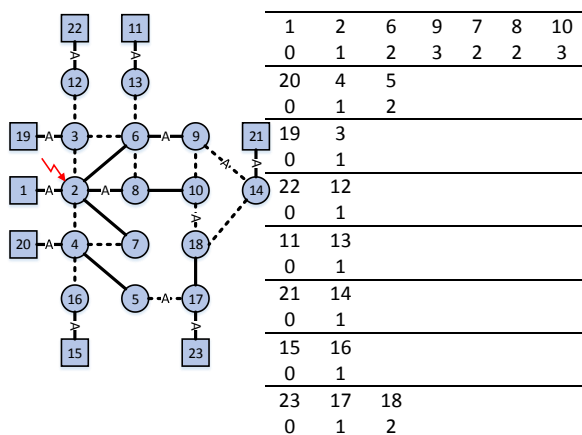 22 11
A A
12 13
19 A 3 6 A 9 21
A A
1 A 2 A 8 10 14
A
20 A 4 7 18
16 5 A 17
A A
15 23
1 2 6 9 7 8 10
0 1 2 3 2 2 3
20 4 5
0 1 2
19 3
0 1
22 12
0 1
11 13
0 1
21 14
0 1
15 16
0 1
23 17 18
0 1 2